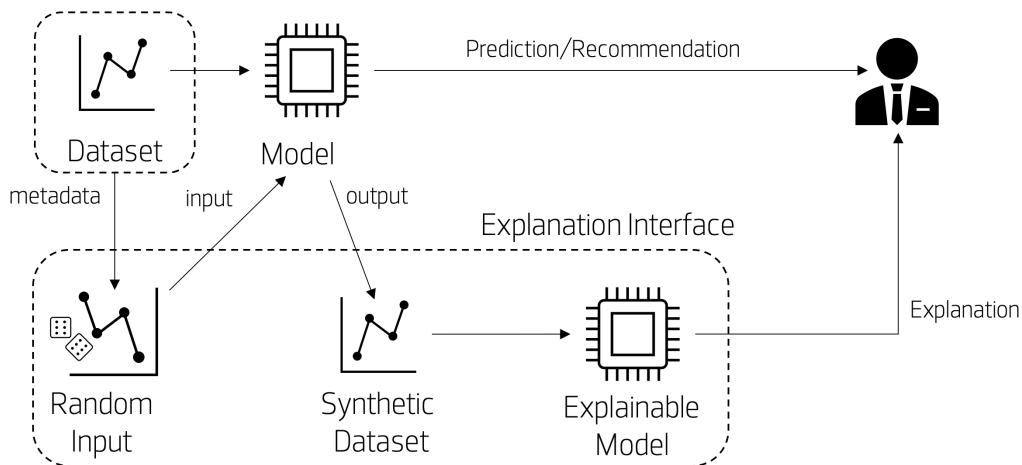 Prediction/Recommendation
Dataset
Model
metadata
input
output
Explanation Interface
Explanation
Random
Input
Synthetic
Dataset
Explainable
Model